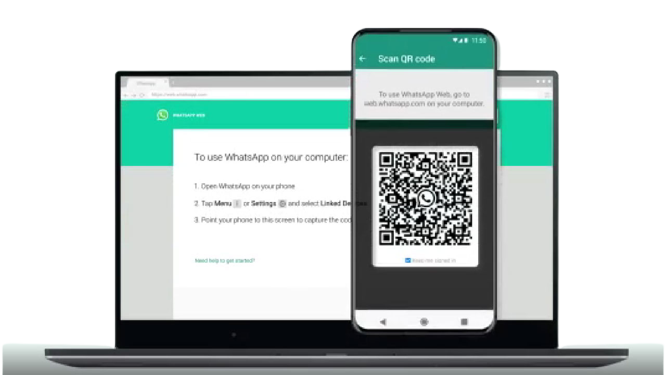 11:50
Scan QR code
To use WhatsApp Web, go to
web.whatsapp.com on your computer.
WhatsApp
https://web.whatsapp.com
WHATSAPP WEB
To use WhatsApp on your computer:
1. Open WhatsApp on your phone
2. Tap Menu or Settings and select Linked De
3. Point your phone to this screen to capture the cod
Need help to get started?
Keep me signed in